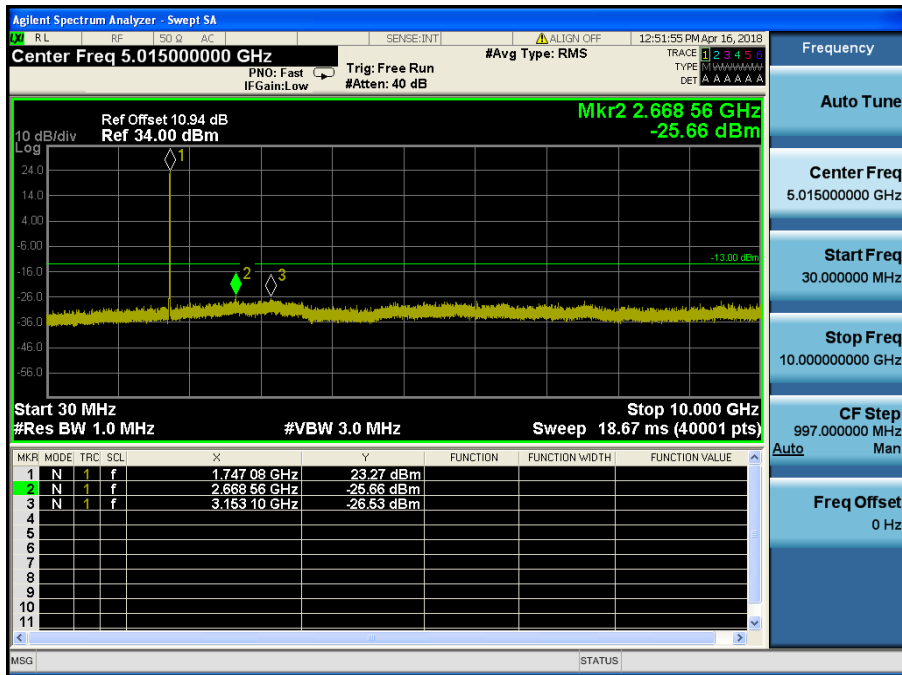 Agilent Spectrum Analyzer - Swept SA
LXI RL RF 50 Ω AC SENSE:INT ALIGN OFF 12:51:55 PM Apr 16, 2018
Center Freq 5.015000000 GHz
PNO: Fast
IFGain:Low
Trig: Free Run
#Atten: 40 dB
#Avg Type: RMS
TRACE 1 2 3 4 5 6
TYPE M WWWWW
DET A A A A A A
Frequency
Auto Tune
Center Freq
5.015000000 GHz
Start Freq
30.000000 MHz
Stop Freq
10.000000000 GHz
CF Step
997.000000 MHz
Auto Man
Freq Offset
0 Hz
Mkr2 2.668 56 GHz
-25.66 dBm
Ref Offset 10.94 dB
10 dB/div Ref 34.00 dBm
Log
24.0
14.0
4.00
-6.00
-16.0
-26.0
-36.0
-46.0
-56.0
1
2
3
-13.00 dBm
Start 30 MHz Stop 10.000 GHz
#Res BW 1.0 MHz #VBW 3.0 MHz Sweep 18.67 ms (40001 pts)
MKR MODE TRC SCL X Y FUNCTION FUNCTION WIDTH FUNCTION VALUE
1 N 1 f 1.747 08 GHz 23.27 dBm
2 N 1 f 2.668 56 GHz -25.66 dBm
3 N 1 f 3.153 10 GHz -26.53 dBm
4
5
6
7
8
9
10
11
MSG STATUS